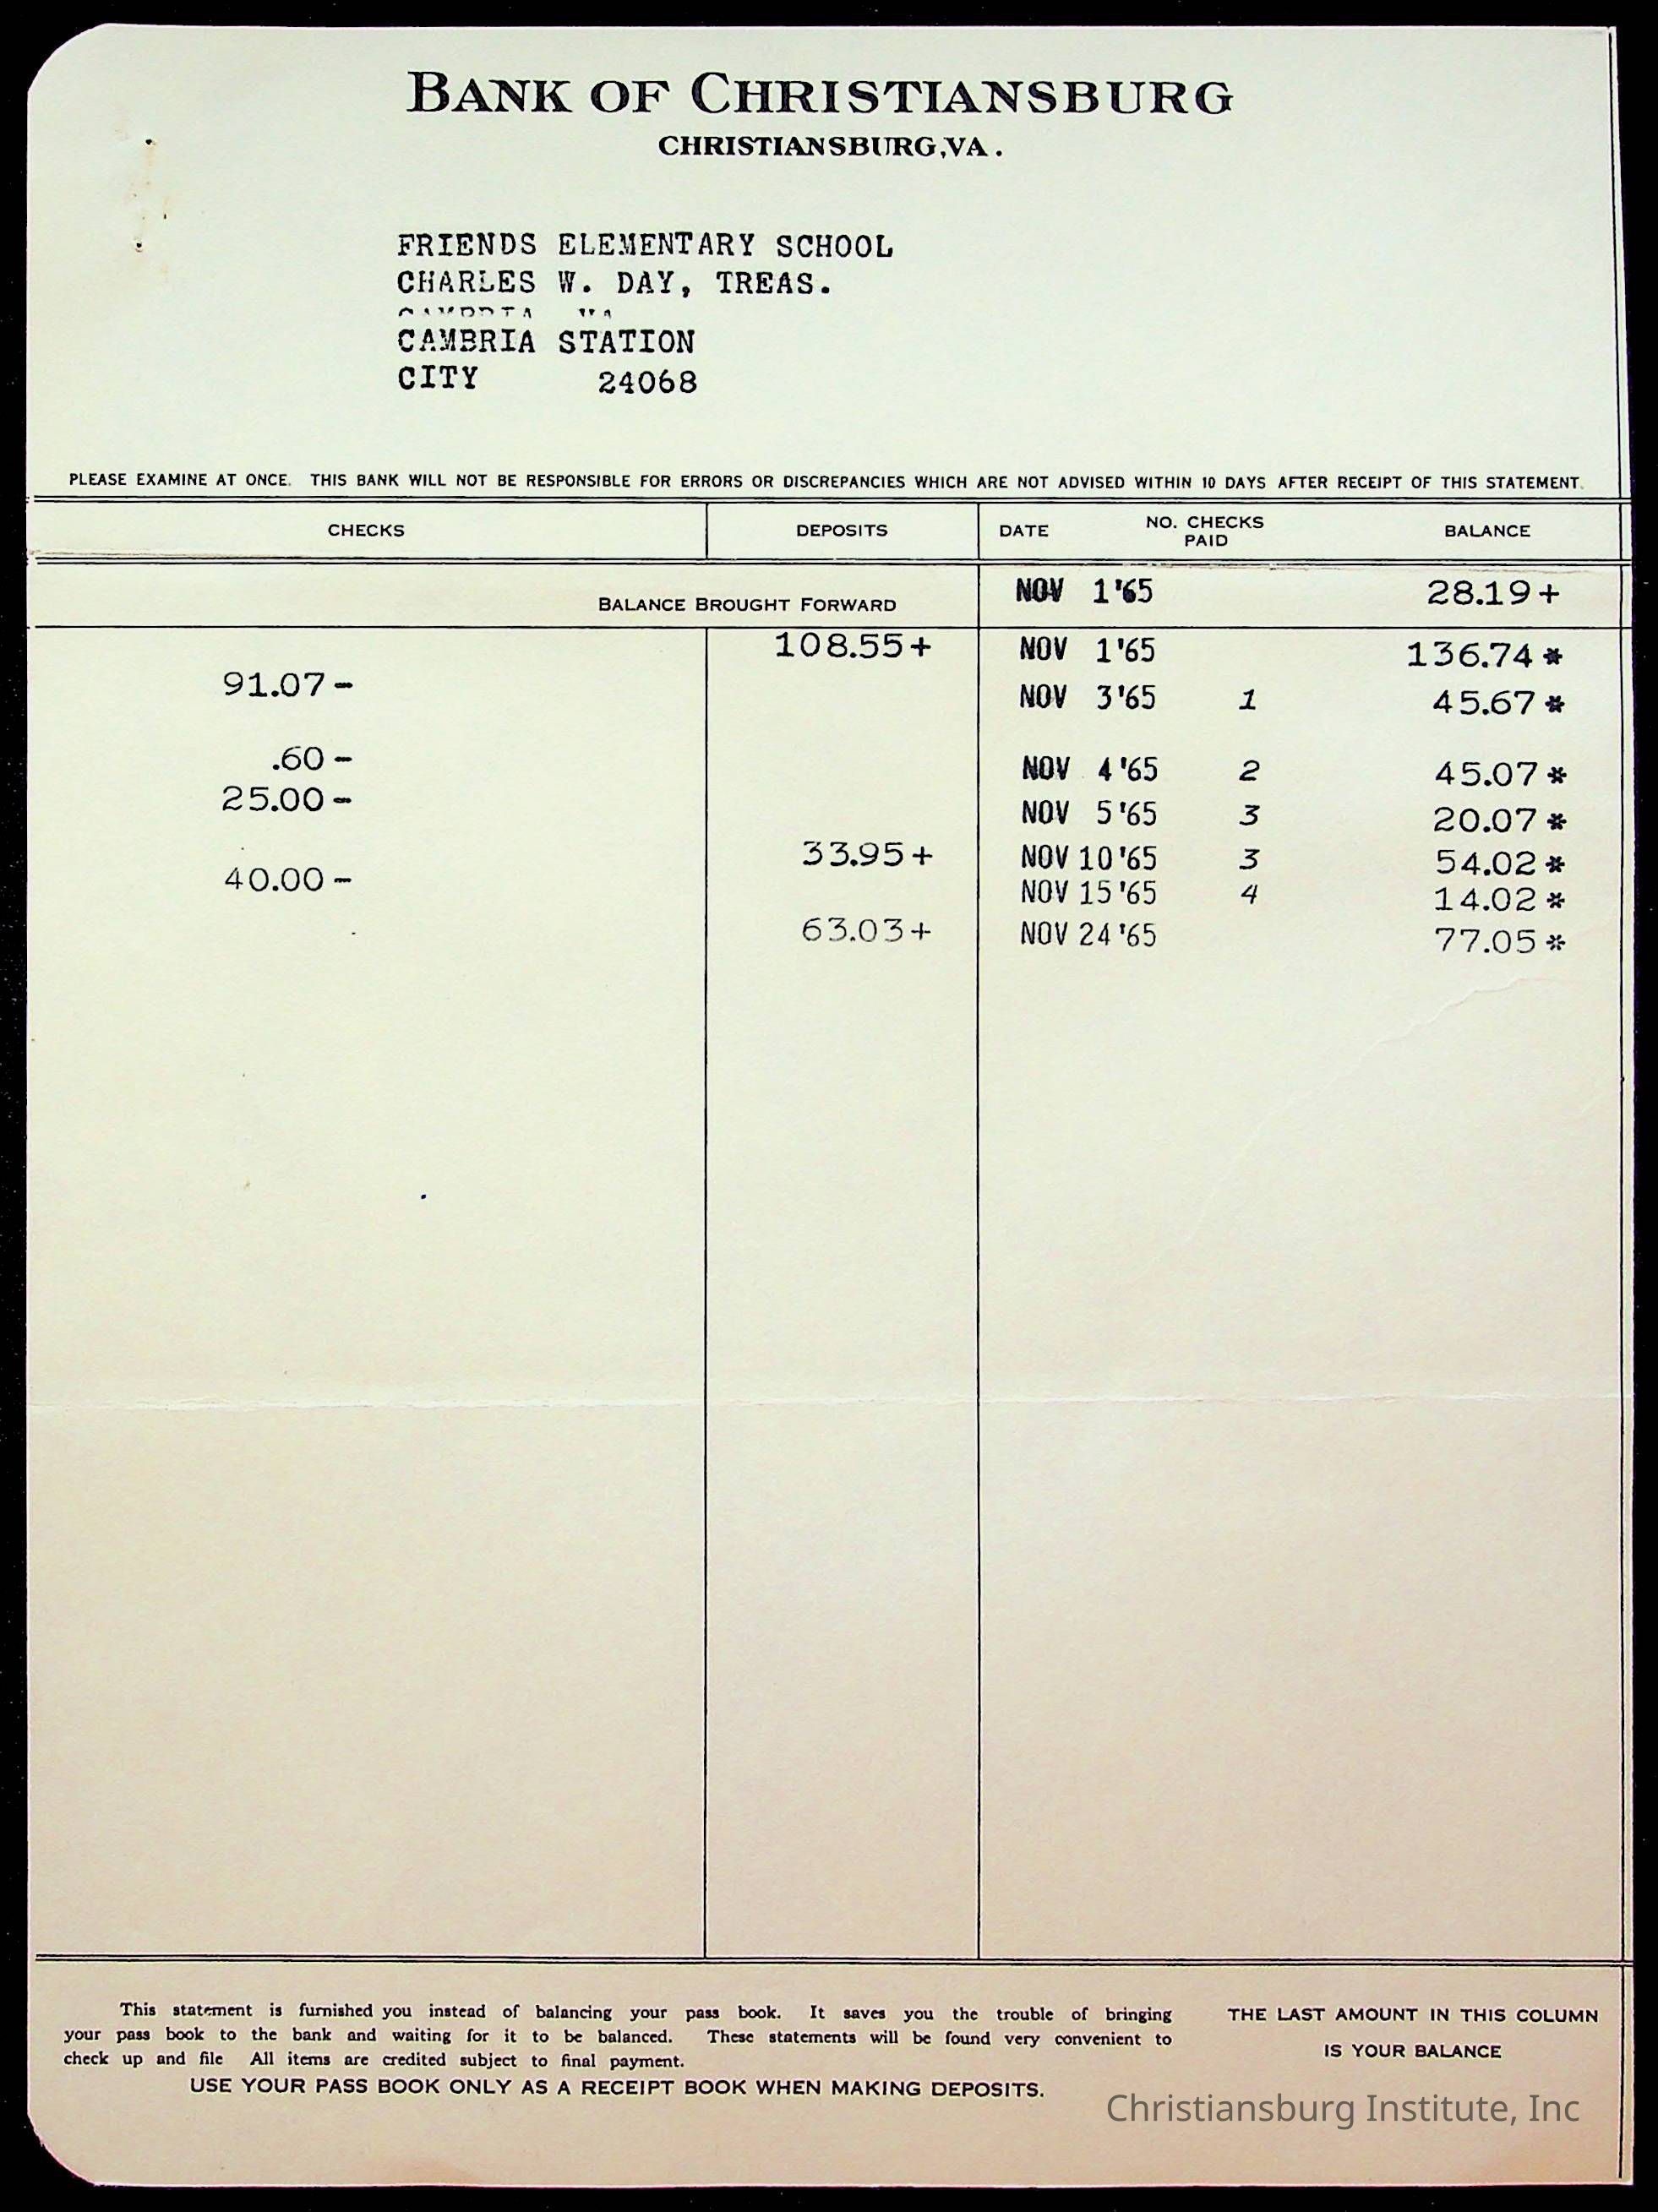 BANK OF CHRISTIANSBURG
CHRISTIANSBURG, VA.
FRIENDS ELEMENTARY SCHOOL
CHARLES W. DAY, TREAS.
CAMBRIA STATION
CITY 24068
PLEASE EXAMINE AT ONCE. THIS BANK WILL NOT BE RESPONSIBLE FOR ERRORS OR DISCREPANCIES WHICH ARE NOT ADVISED WITHIN 10 DAYS AFTER RECEIPT OF THIS STATEMENT.
CHECKS DEPOSITS DATE NO. CHECKS PAID BALANCE
BALANCE BROUGHT FORWARD NOV 1'65 28.19+
108.55+ NOV 1'65 136.74*
91.07- NOV 3'65 1 45.67*
.60- NOV 4'65 2 45.07*
25.00- NOV 5'65 3 20.07*
33.95+ NOV 10'65 3 54.02*
40.00- NOV 15'65 4 14.02*
63.03+ NOV 24'65 77.05*
This statement is furnished you instead of balancing your pass book. It saves you the trouble of bringing
your pass book to the bank and waiting for it to be balanced. These statements will be found very convenient to
check up and file All items are credited subject to final payment.
USE YOUR PASS BOOK ONLY AS A RECEIPT BOOK WHEN MAKING DEPOSITS.
THE LAST AMOUNT IN THIS COLUMN
IS YOUR BALANCE
Christiansburg Institute, Inc